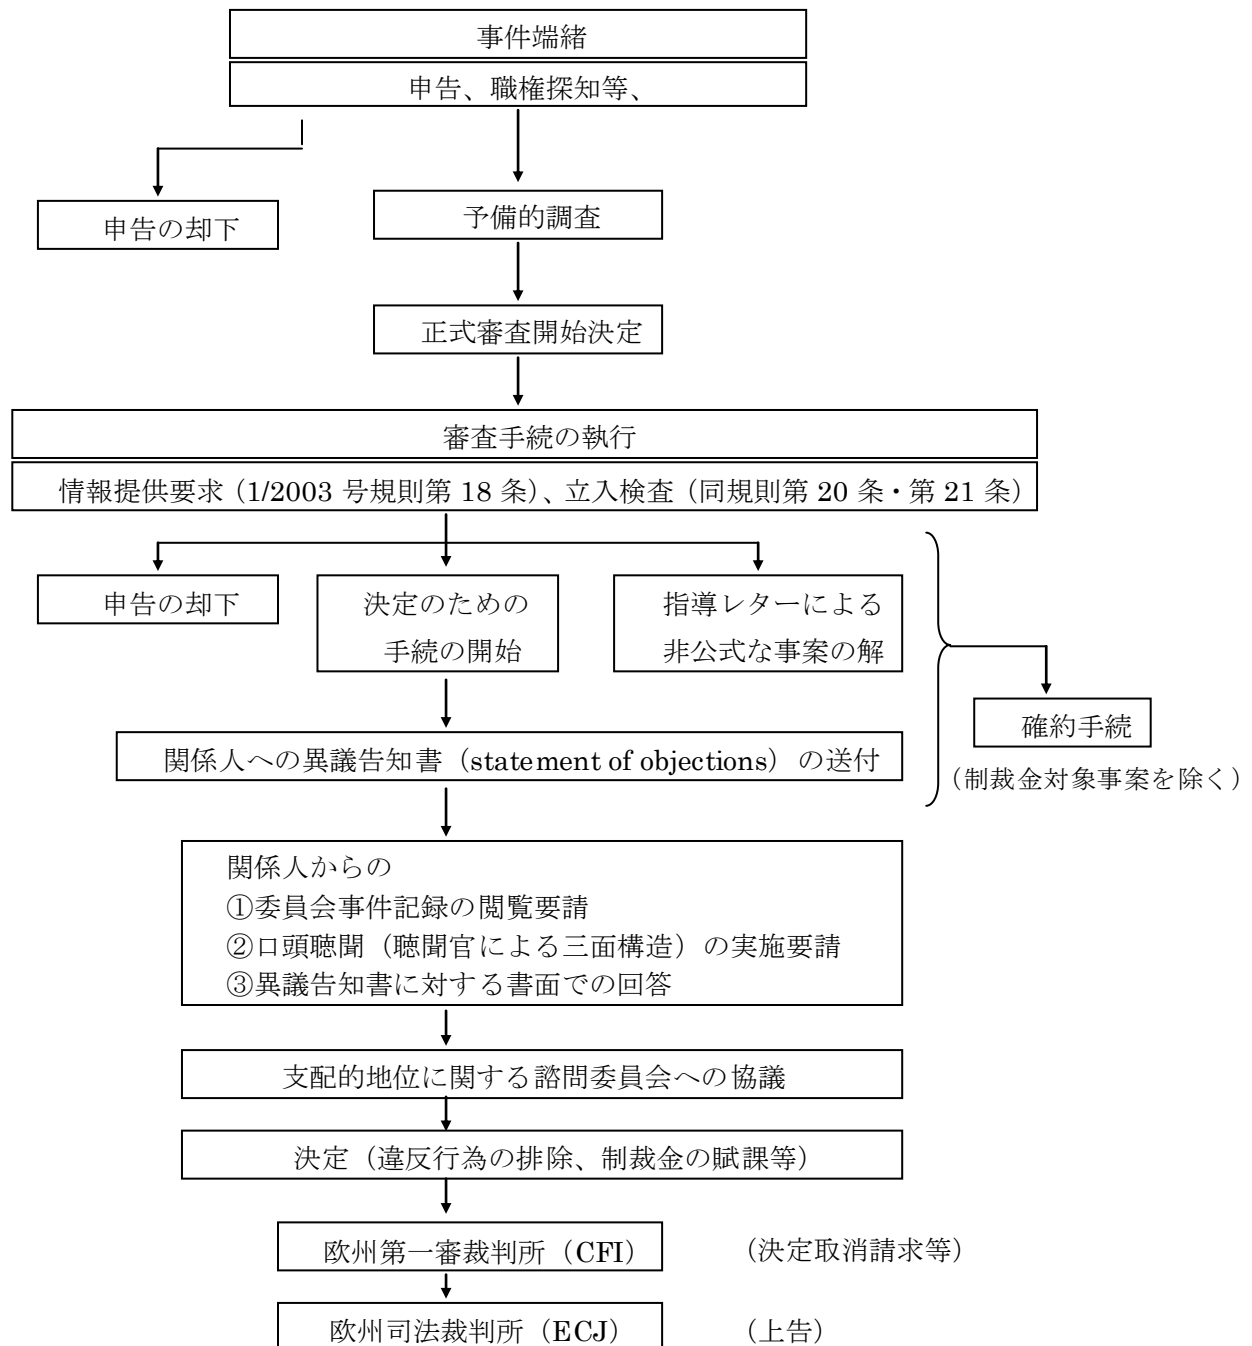 事件端緒
申告、職権探知等、
申告の却下
予備的調査
正式審査開始決定
審査手続の執行
情報提供要求（1/2003 号規則第 18 条）、立入検査（同規則第 20 条・第 21 条）
申告の却下
決定のための
手続の開始
指導レターによる
非公式な事案の解
確約手続
（制裁金対象事案を除く）
関係人への異議告知書（statement of objections）の送付
関係人からの
①委員会事件記録の閲覧要請
②口頭聴聞（聴聞官による三面構造）の実施要請
③異議告知書に対する書面での回答
支配的地位に関する諮問委員会への協議
決定（違反行為の排除、制裁金の賦課等）
欧州第一審裁判所（CFI） （決定取消請求等）
欧州司法裁判所（ECJ） （上告）